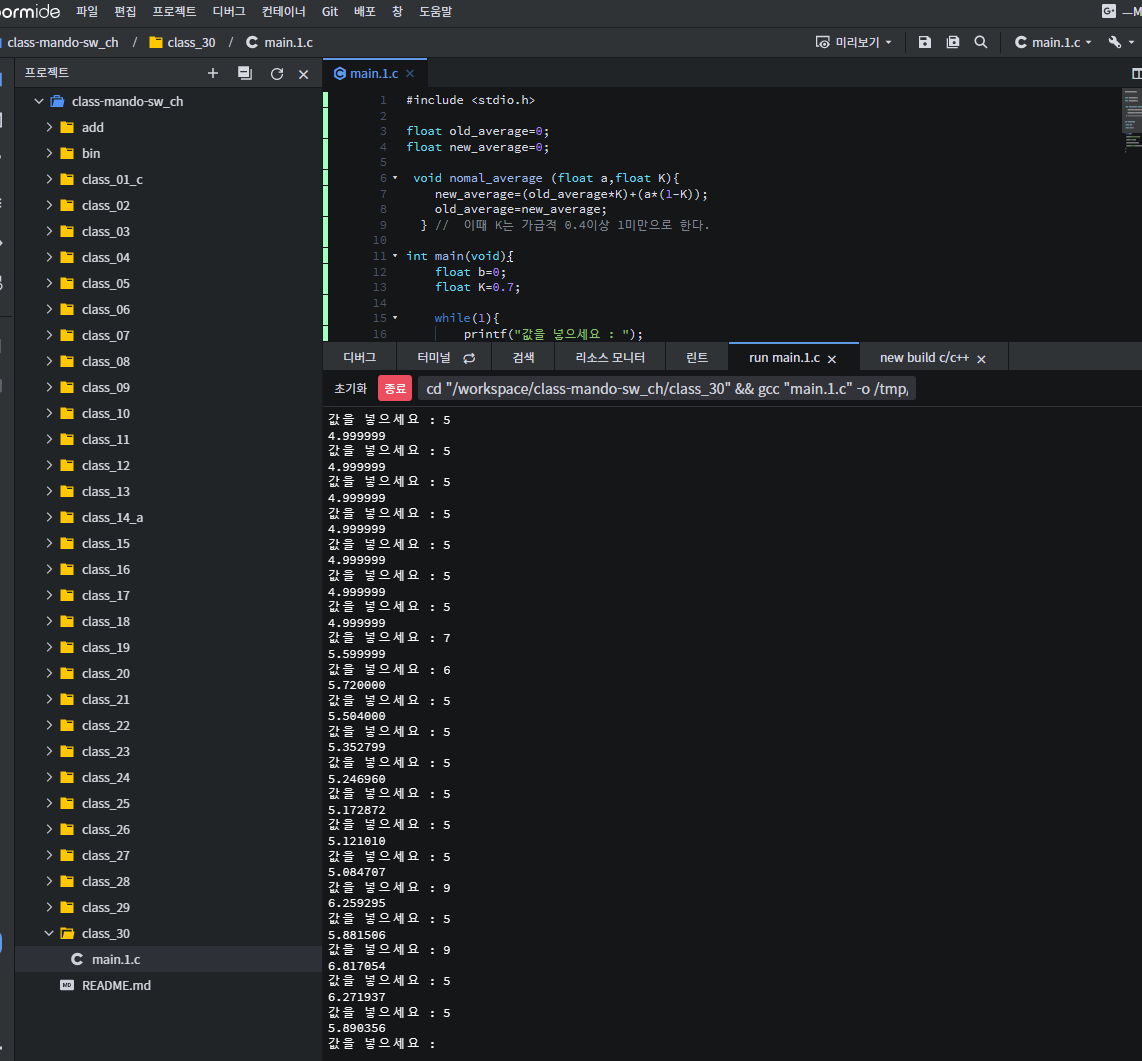 ormide 파일 편집 프로젝트 디버그 컨테이너 Git 배포 창 도움말
class-mando-sw_ch / class_30 / C main.1.c 미리보기 C main.1.c
프로젝트
main.1.c
class-mando-sw_ch
add
bin
class_01_c
class_02
class_03
class_04
class_05
class_06
class_07
class_08
class_09
class_10
class_11
class_12
class_13
class_14_a
class_15
class_16
class_17
class_18
class_19
class_20
class_21
class_22
class_23
class_24
class_25
class_26
class_27
class_28
class_29
class_30
C main.1.c
README.md
1 #include <stdio.h>
2
3 float old_average=0;
4 float new_average=0;
5
6 void nomal_average (float a,float K){
7 new_average=(old_average*K)+(a*(1-K));
8 old_average=new_average;
9 } // 이때 K는 가급적 0.4이상 1미만으로 한다.
10
11 int main(void){
12 float b=0;
13 float K=0.7;
14
15 while(1){
16 printf("값을 넣으세요 : ");
디버그 터미널 검색 리소스 모니터 린트 run main.1.c new build c/c++
초기화 종료 cd "/workspace/class-mando-sw_ch/class_30" && gcc "main.1.c" -o /tmp/
값을 넣으세요 : 5
4.999999
값을 넣으세요 : 5
4.999999
값을 넣으세요 : 5
4.999999
값을 넣으세요 : 5
4.999999
값을 넣으세요 : 5
4.999999
값을 넣으세요 : 5
4.999999
값을 넣으세요 : 5
4.999999
값을 넣으세요 : 7
5.599999
값을 넣으세요 : 6
5.720000
값을 넣으세요 : 5
5.504000
값을 넣으세요 : 5
5.352799
값을 넣으세요 : 5
5.246960
값을 넣으세요 : 5
5.172872
값을 넣으세요 : 5
5.121010
값을 넣으세요 : 5
5.084707
값을 넣으세요 : 9
6.259295
값을 넣으세요 : 5
5.881506
값을 넣으세요 : 9
6.817054
값을 넣으세요 : 5
6.271937
값을 넣으세요 : 5
5.890356
값을 넣으세요 :